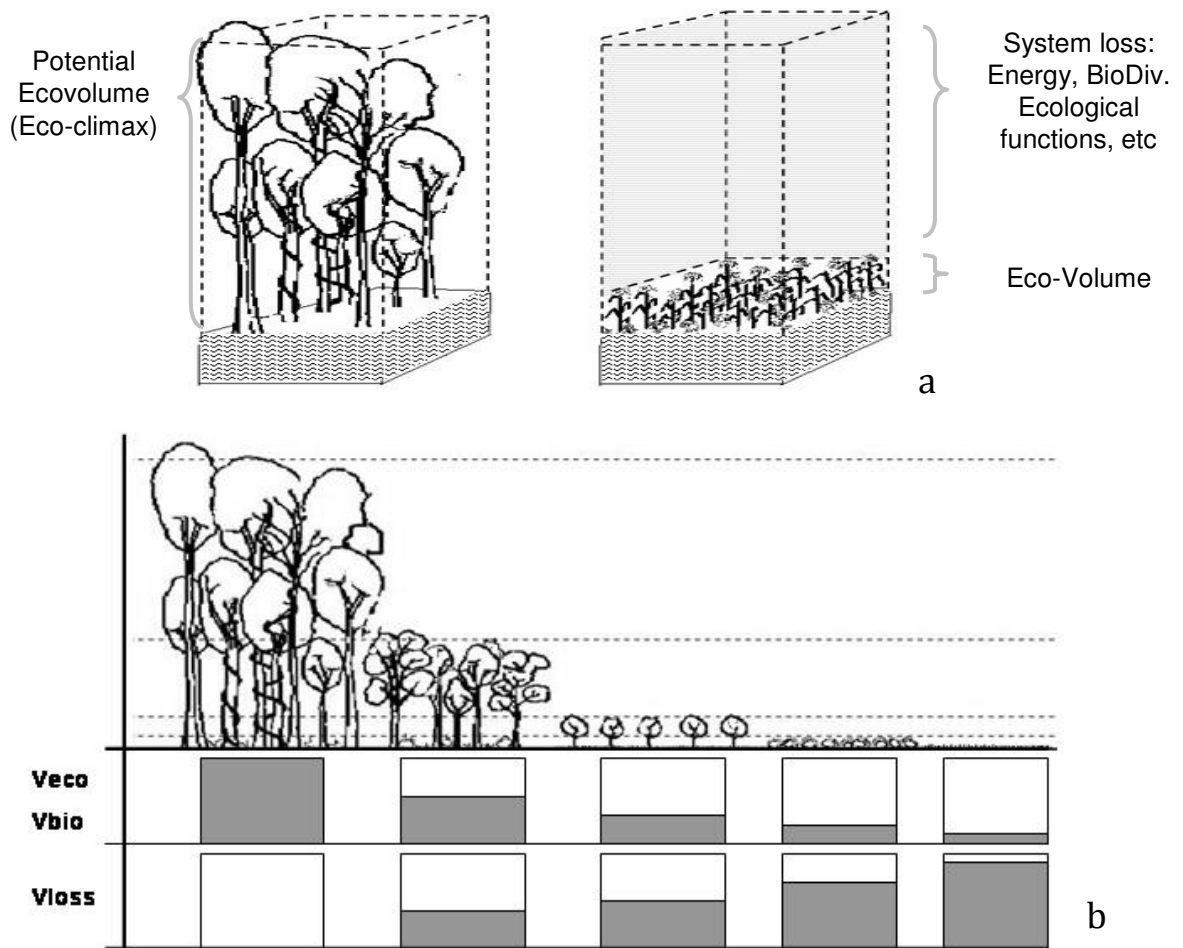 Potential
Ecovolume
(Eco-climax)
System loss:
Energy, BioDiv.
Ecological
functions, etc
Eco-Volume
a
Veco
Vbio
Vloss
b